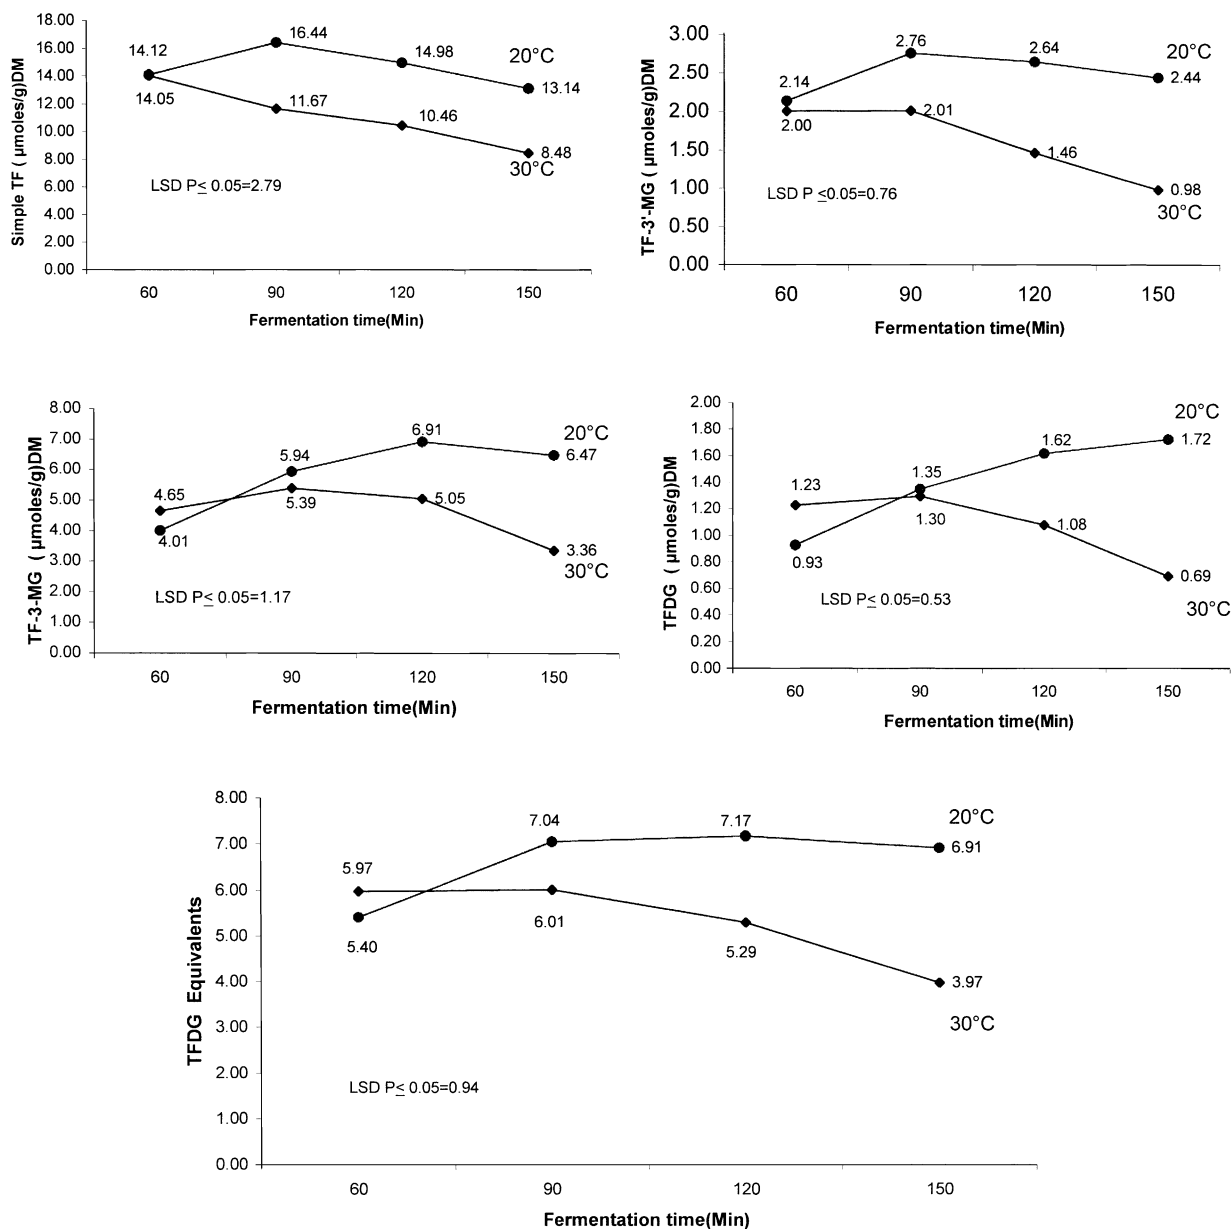 Simple TF ( µmoles/g)DM
18.00
16.00
14.00
12.00
10.00
8.00
6.00
4.00
2.00
0.00
14.12
16.44
14.98
13.14
20°C
14.05
11.67
10.46
8.48
30°C
LSD P≤ 0.05=2.79
60 90 120 150
Fermentation time(Min)
TF-3'-MG ( µmoles/g)DM
3.00
2.50
2.00
1.50
1.00
0.50
0.00
2.14
2.76
2.64
2.44
20°C
2.00
2.01
1.46
0.98
30°C
LSD P ≤0.05=0.76
60 90 120 150
Fermentation time(Min)
TF-3-MG ( µmoles/g)DM
8.00
7.00
6.00
5.00
4.00
3.00
2.00
1.00
0.00
4.65
5.94
6.91
6.47
20°C
4.01
5.39
5.05
3.36
30°C
LSD P≤ 0.05=1.17
60 90 120 150
Fermentation time(Min)
TFDG ( µmoles/g)DM
2.00
1.80
1.60
1.40
1.20
1.00
0.80
0.60
0.40
0.20
0.00
1.23
1.35
1.62
1.72
20°C
0.93
1.30
1.08
0.69
30°C
LSD P≤ 0.05=0.53
60 90 120 150
Fermentation time(Min)
TFDG Equivalents
8.00
7.00
6.00
5.00
4.00
3.00
2.00
1.00
0.00
5.97
7.04
7.17
6.91
20°C
5.40
6.01
5.29
3.97
30°C
LSD P≤ 0.05=0.94
60 90 120 150
Fermentation time(Min)